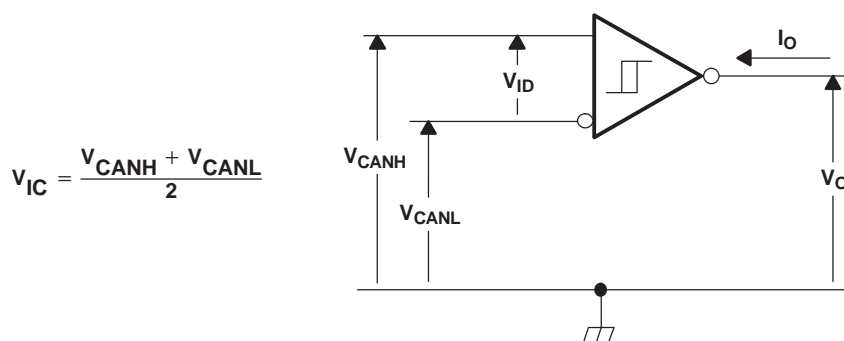 V_IC = (V_CANH + V_CANL) / 2
I_O
V_ID
V_CANH
V_CANL
V_O